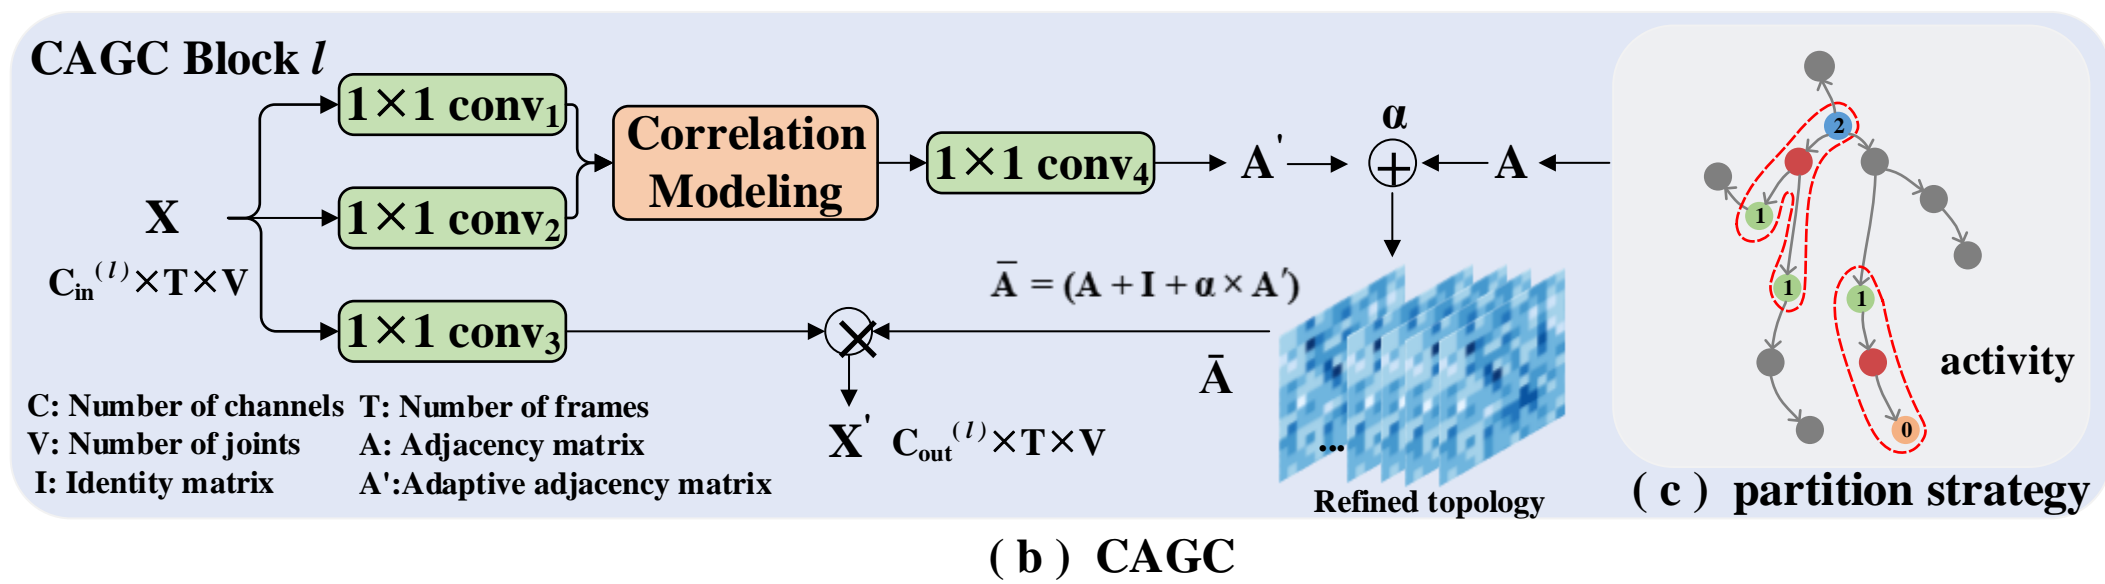 CAGC Block l
1×1 conv₁
1×1 conv₂
Correlation
Modeling
1×1 conv₄
A'
α
+
A
X
C_in^(l)×T×V
1×1 conv₃
×
Ā = (A + I + α × A')
Ā
X' C_out^(l)×T×V
...
Refined topology
C: Number of channels T: Number of frames
V: Number of joints A: Adjacency matrix
I: Identity matrix A':Adaptive adjacency matrix
2
1
1
1
0
activity
( c ) partition strategy
( b ) CAGC